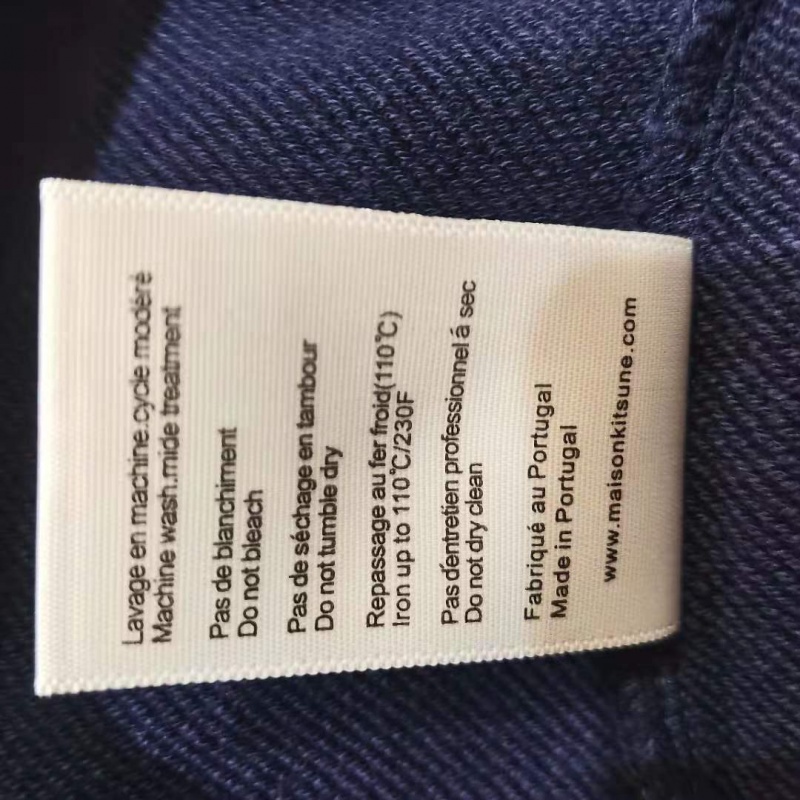 Lavage en machine.cycle modéré
Machine wash.mide treatment
Pas de blanchiment
Do not bleach
Pas de séchage en tambour
Do not tumble dry
Repassage au fer froid(110℃)
Iron up to 110℃/230F
Pas d'entretien professionnel á sec
Do not dry clean
Fabriqué au Portugal
Made in Portugal
www.maisonkitsune.com